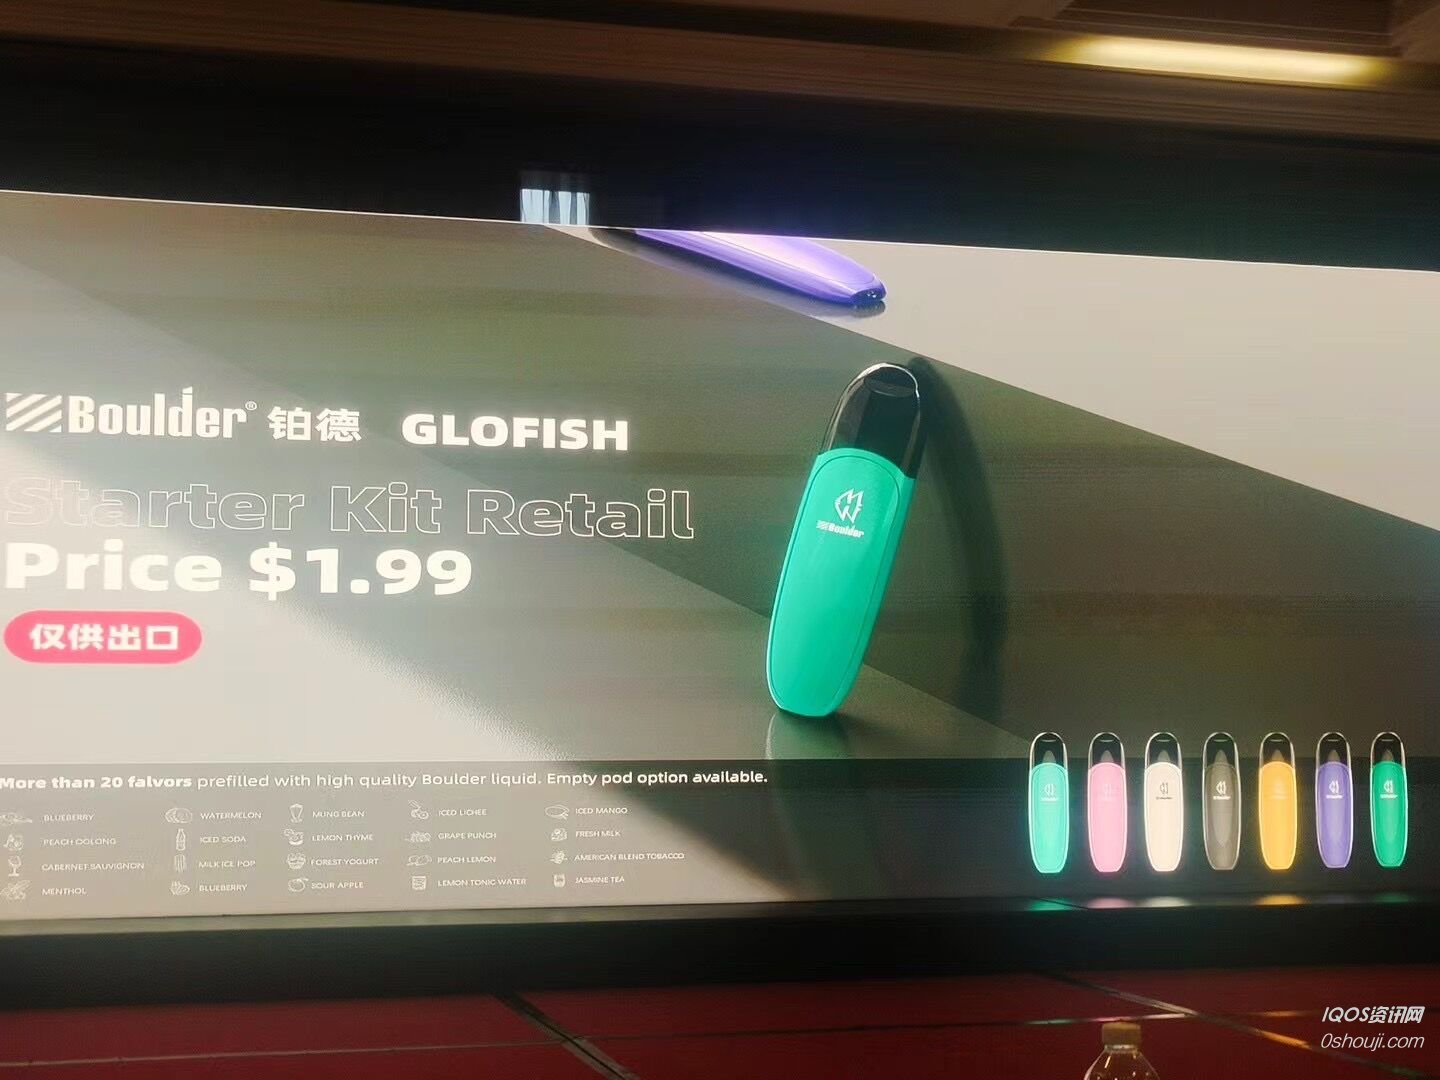 Boulder® 铂德 GLOFISH
Starter Kit Retail
Price $1.99
仅供出口
Boulder
More than 20 falvors prefilled with high quality Boulder liquid. Empty pod option available.
BLUEBERRY WATERMELON MUNG BEAN ICED LICHEE ICED MANGO
PEACH OOLONG ICED SODA LEMON THYME GRAPE PUNCH FRESH MILK
CABERNET SAUVIGNON MILK ICE POP FOREST YOGURT PEACH LEMON AMERICAN BLEND TOBACCO
MENTHOL BLUEBERRY SOUR APPLE LEMON TONIC WATER JASMINE TEA
IQOS资讯网
0shouji.com